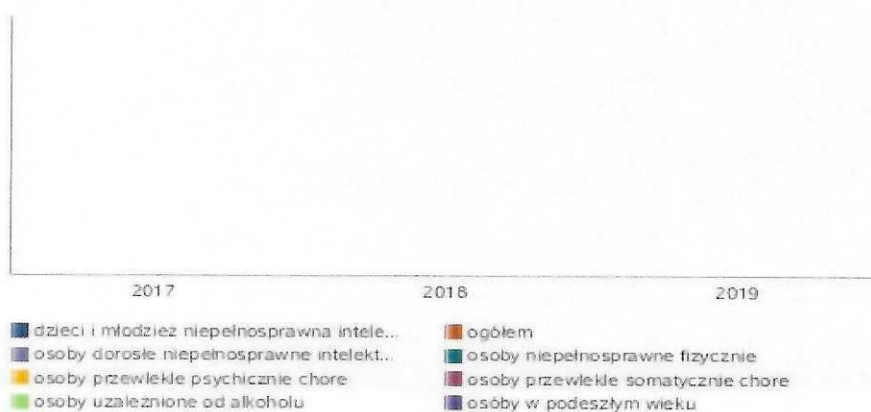 2017 2018 2019
dzieci i młodzież niepełnosprawna intele... ogółem
osoby dorosłe niepełnosprawne intelekt... osoby niepełnosprawne fizycznie
osoby przewlekle psychicznie chore osoby przewlekle somatycznie chore
osoby uzależnione od alkoholu osoby w podeszłym wieku